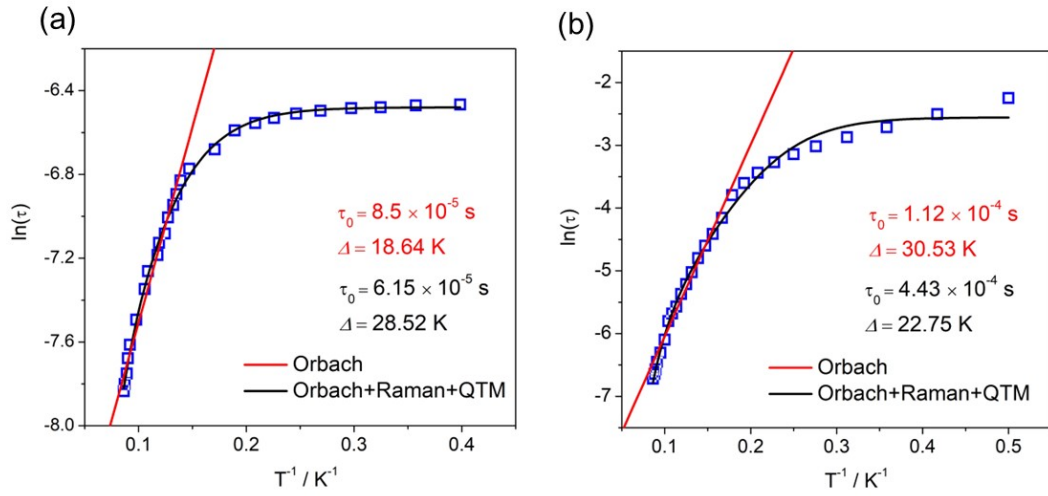 (a)
-6.4
-6.8
-7.2
-7.6
-8.0
ln(τ)
τ₀ = 8.5 × 10⁻⁵ s
Δ = 18.64 K
τ₀ = 6.15 × 10⁻⁵ s
Δ = 28.52 K
Orbach
Orbach+Raman+QTM
0.1 0.2 0.3 0.4
T⁻¹ / K⁻¹
(b)
-2
-3
-4
-5
-6
-7
ln(τ)
τ₀ = 1.12 × 10⁻⁴ s
Δ = 30.53 K
τ₀ = 4.43 × 10⁻⁴ s
Δ = 22.75 K
Orbach
Orbach+Raman+QTM
0.1 0.2 0.3 0.4 0.5
T⁻¹ / K⁻¹